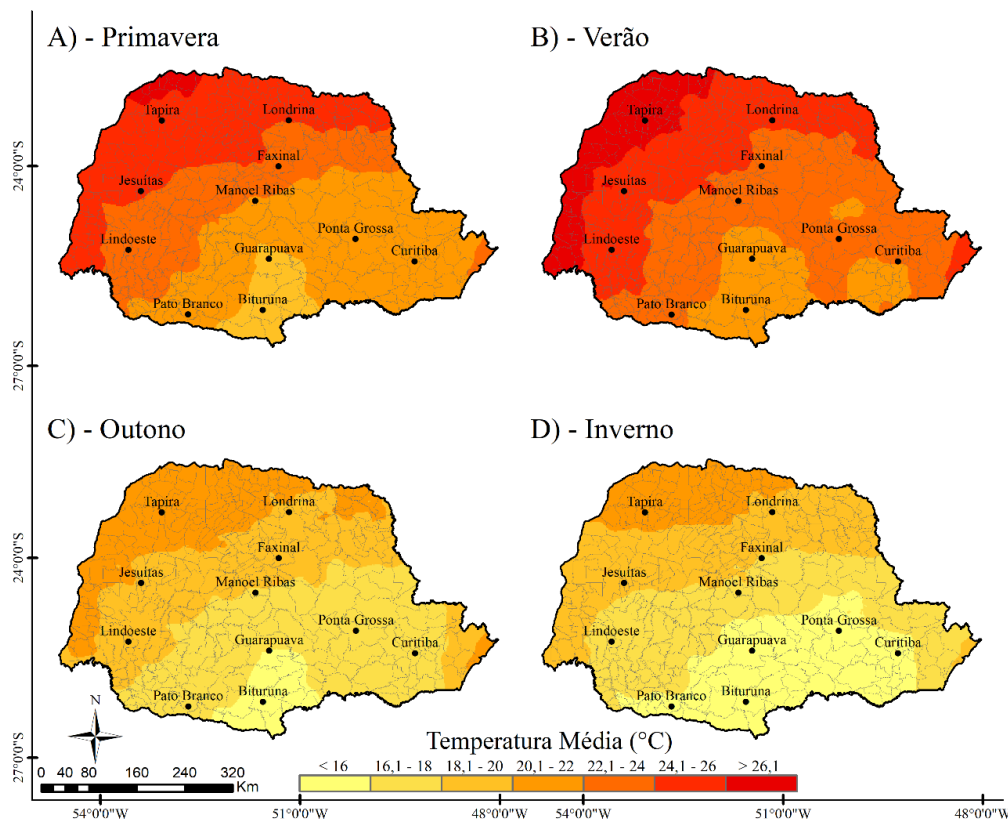 A) - Primavera
B) - Verão
Tapira
Londrina
Faxinal
Jesuítas
Manoel Ribas
Lindoeste
Guarapuava
Ponta Grossa
Curitiba
Pato Branco
Bituruna
Tapira
Londrina
Faxinal
Jesuítas
Manoel Ribas
Lindoeste
Guarapuava
Ponta Grossa
Curitiba
Pato Branco
Bituruna
24°0'0"S
27°0'0"S
C) - Outono
D) - Inverno
Tapira
Londrina
Faxinal
Jesuítas
Manoel Ribas
Lindoeste
Guarapuava
Ponta Grossa
Curitiba
Pato Branco
Bituruna
Tapira
Londrina
Faxinal
Jesuítas
Manoel Ribas
Lindoeste
Guarapuava
Ponta Grossa
Curitiba
Pato Branco
Bituruna
24°0'0"S
27°0'0"S
N
0 40 80 160 240 320
Km
Temperatura Média (°C)
< 16 16,1 - 18 18,1 - 20 20,1 - 22 22,1 - 24 24,1 - 26 > 26,1
54°0'0"W 51°0'0"W 48°0'0"W 54°0'0"W 51°0'0"W 48°0'0"W